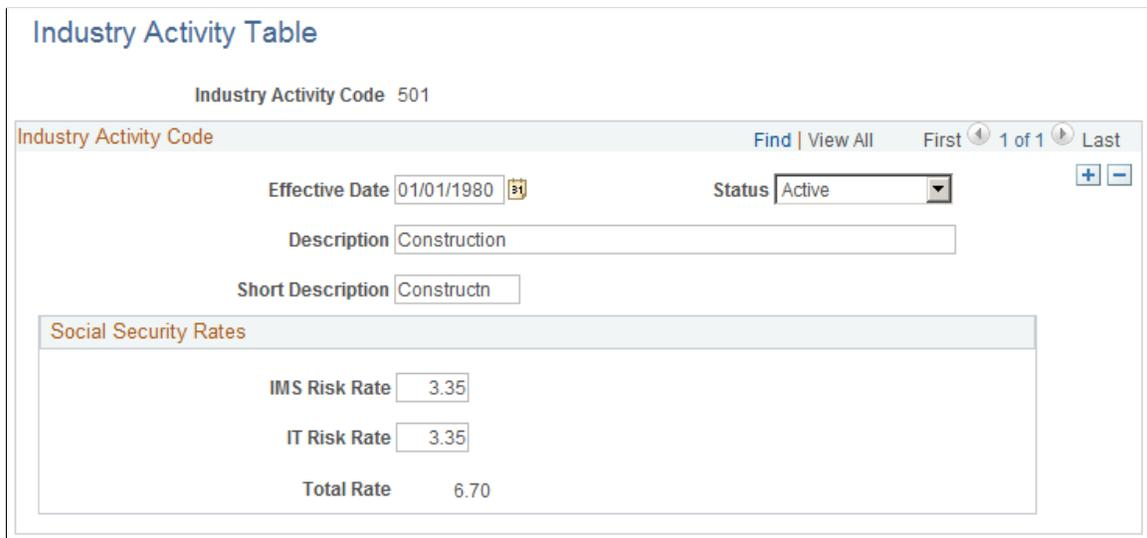 Industry Activity Table
Industry Activity Code 501
Industry Activity Code Find | View All First 1 of 1 Last
Effective Date 01/01/1980 31 Status Active
Description Construction
Short Description Constructn
Social Security Rates
IMS Risk Rate 3.35
IT Risk Rate 3.35
Total Rate 6.70